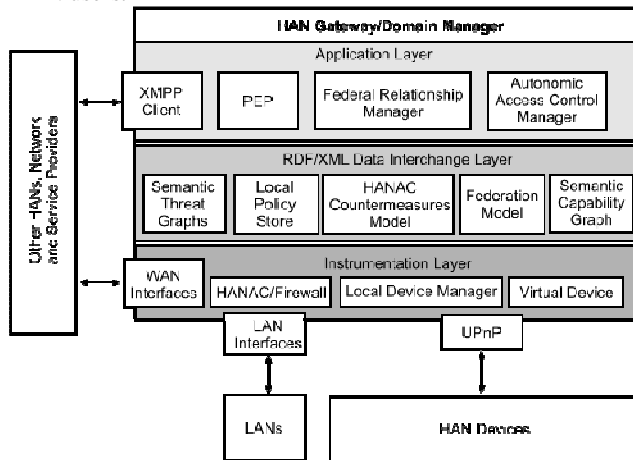 HAN Gateway/Domain Manager
Application Layer
XMPP
Client
PEP
Federal Relationship
Manager
Autonomic
Access Control
Manager
Other HANs, Network
and Service Providers
RDF/XML Data Interchange Layer
Semantic
Threat
Graphs
Local
Policy
Store
HANAC
Countermeasures
Model
Federation
Model
Semantic
Capability
Graph
Instrumentation Layer
WAN
Interfaces
HANAC/Firewall
Local Device Manager
Virtual Device
LAN
Interfaces
UPnP
LANs
HAN Devices